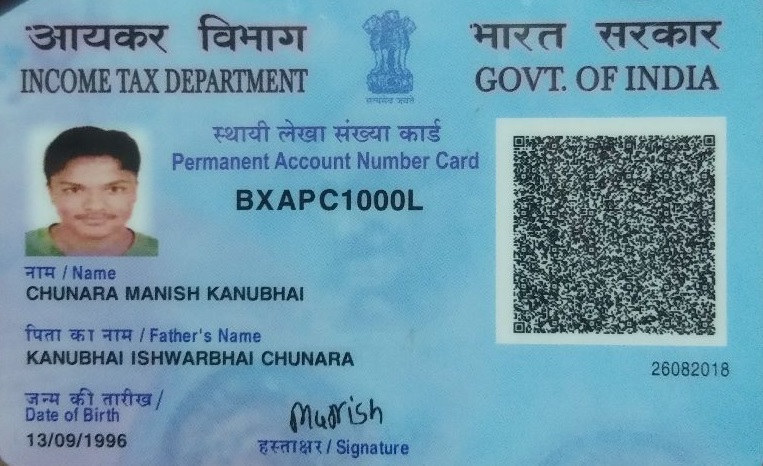 आयकर विभाग
INCOME TAX DEPARTMENT
सत्यमेव जयते
भारत सरकार
GOVT. OF INDIA
स्थायी लेखा संख्या कार्ड
Permanent Account Number Card
BXAPC1000L
नाम / Name
CHUNARA MANISH KANUBHAI
पिता का नाम / Father's Name
KANUBHAI ISHWARBHAI CHUNARA
26082018
जन्म की तारीख /
Date of Birth
13/09/1996
Manish
हस्ताक्षर / Signature